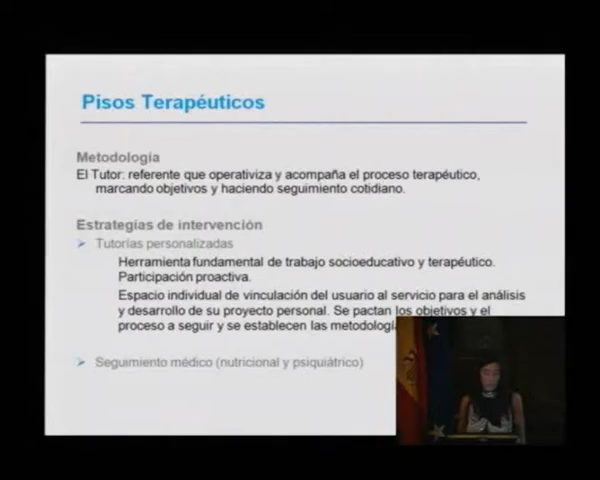 Pisos Terapéuticos
Metodología
El Tutor: referente que operativiza y acompaña el proceso terapéutico,
marcando objetivos y haciendo seguimiento cotidiano.
Estrategias de intervención
Tutorías personalizadas
Herramienta fundamental de trabajo socioeducativo y terapéutico.
Participación proactiva.
Espacio individual de vinculación del usuario al servicio para el análisis
y desarrollo de su proyecto personal. Se pactan los objetivos y el
proceso a seguir y se establecen las
Seguimiento médico (nutricional y psiquiátrico)